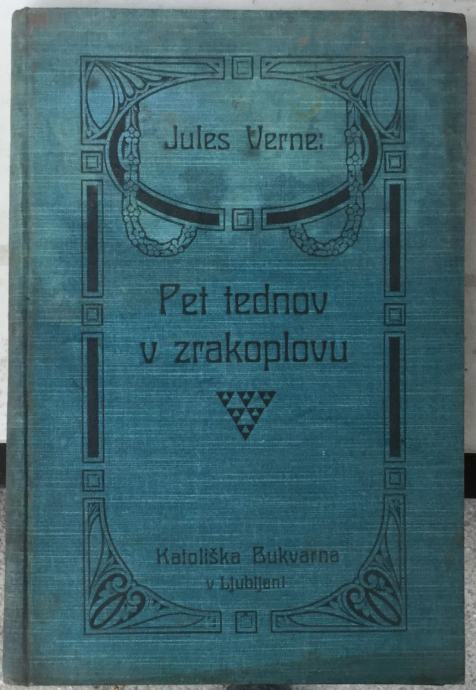 Jules Verne:
Pet tednov
v zrakoplovu
Katoliška Bukvarna
v Ljubljani